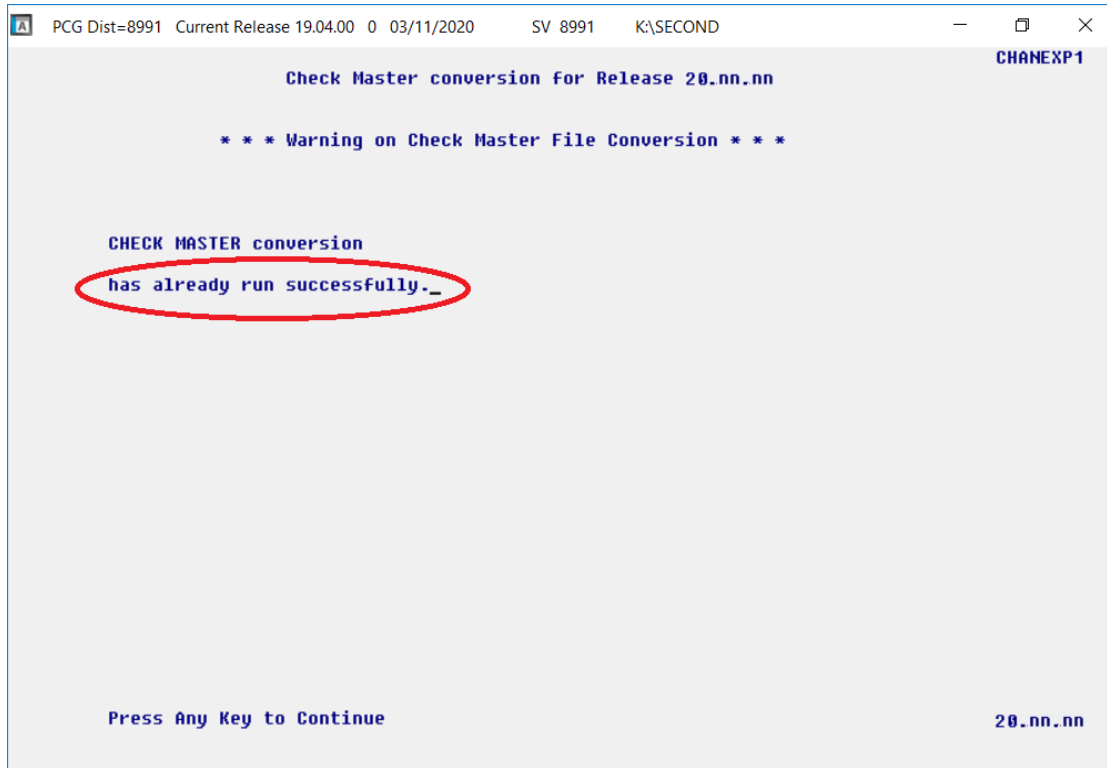 A PCG Dist=8991 Current Release 19.04.00 0 03/11/2020 SV 8991 K:\SECOND
CHANEXP1
Check Master conversion for Release 20.nn.nn
* * * Warning on Check Master File Conversion * * *
CHECK MASTER conversion
has already run successfully._
Press Any Key to Continue
20.nn.nn